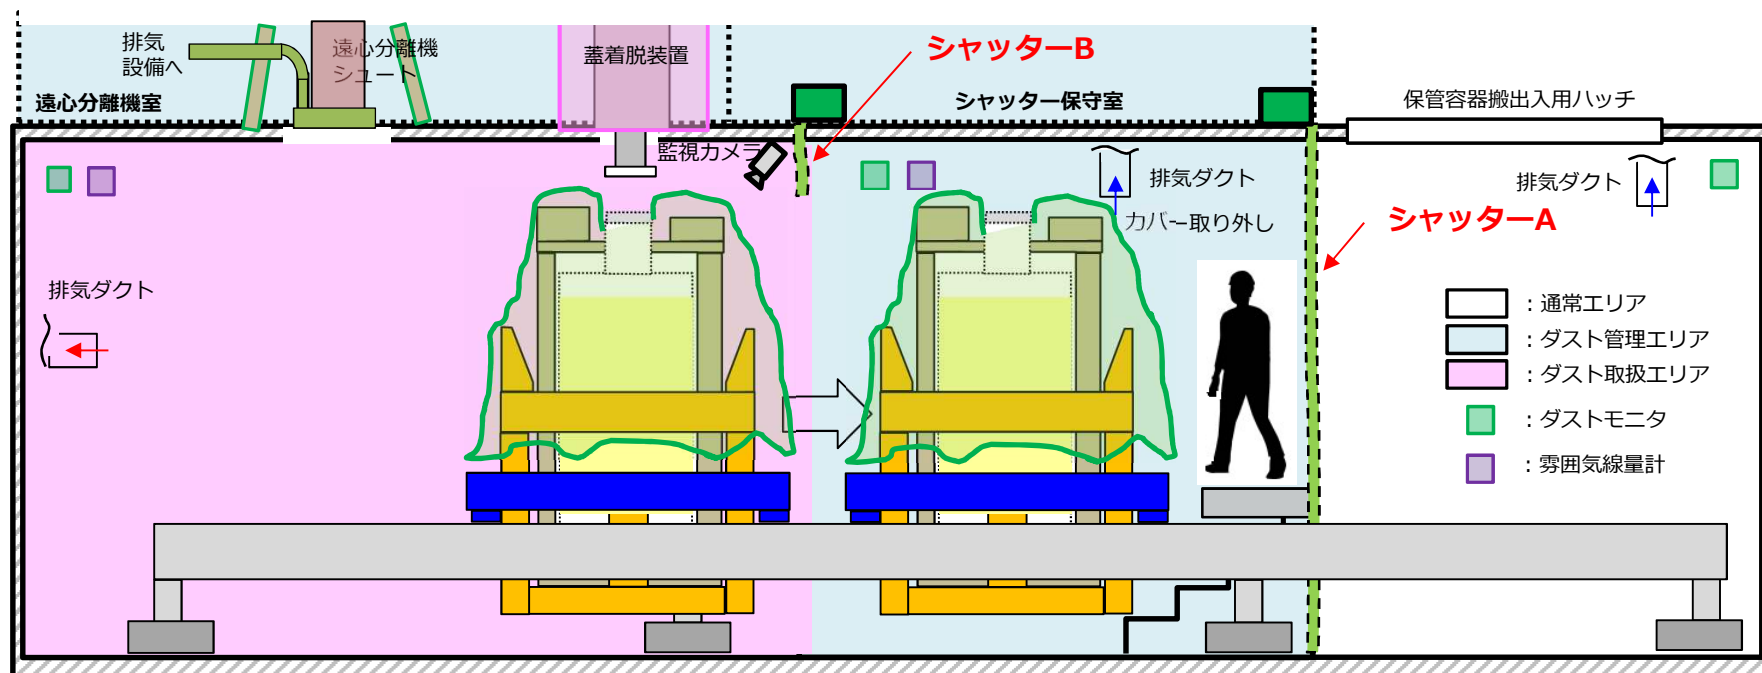 排気
設備へ
遠心分離機
シュート
遠心分離機室
蓋着脱装置
シャッターB
シャッター保守室
保管容器搬出入用ハッチ
監視カメラ
排気ダクト
カバー取り外し
排気ダクト
シャッターA
排気ダクト
：通常エリア
：ダスト管理エリア
：ダスト取扱エリア
：ダストモニタ
：雰囲気線量計